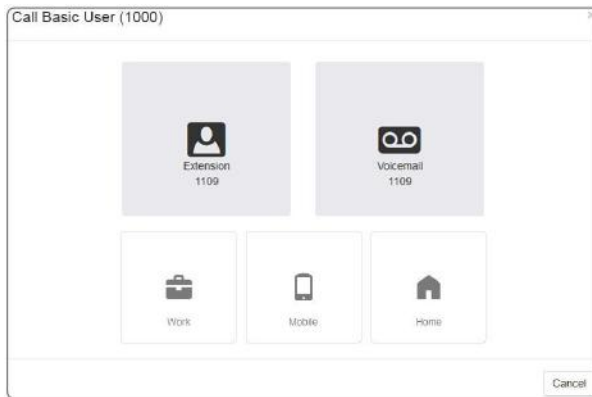 Call Basic User (1000)
Extension
1109
Voicemail
1109
Work
Mobile
Home
Cancel